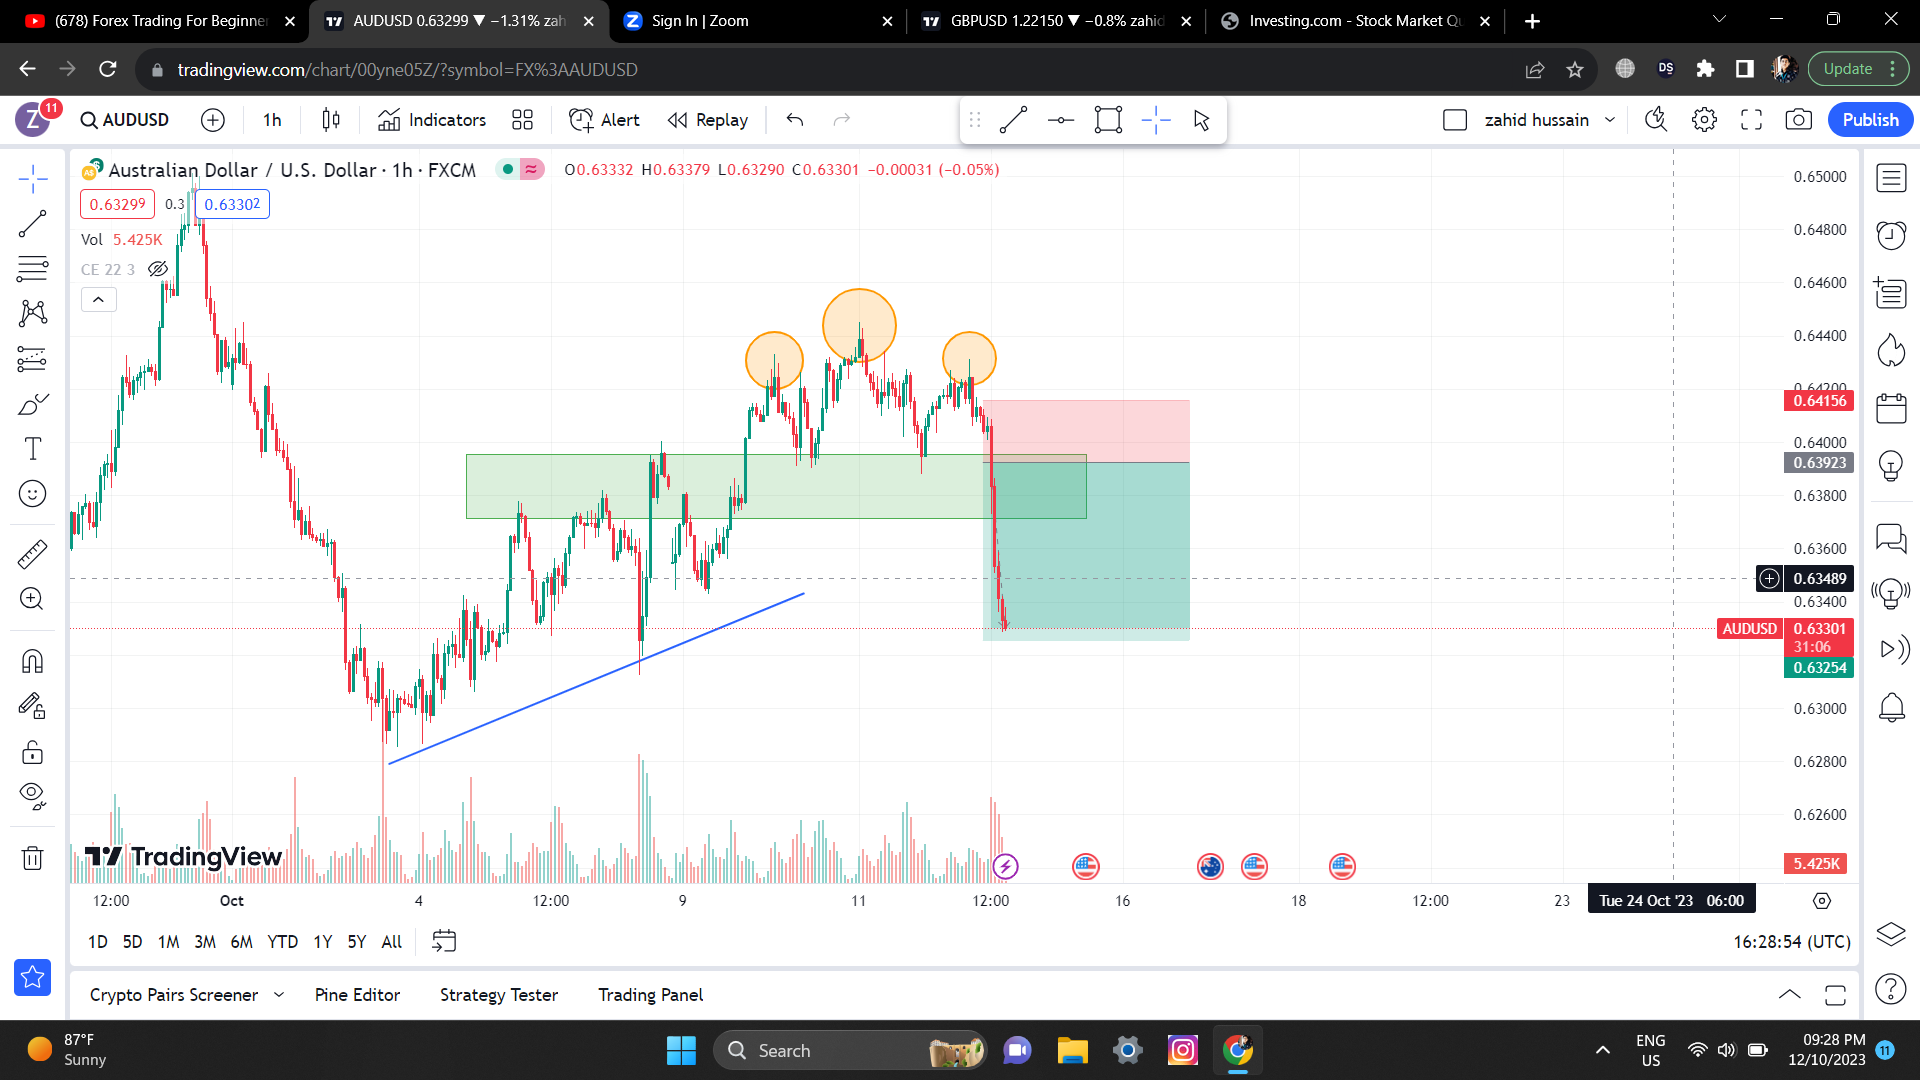 (678) Forex Trading For Beginne
AUDUSD 0.63299 ▼ −1.31% zah
Sign In | Zoom
GBPUSD 1.22150 ▼ −0.8% zahid
Investing.com - Stock Market Qu
tradingview.com/chart/00yne05Z/?symbol=FX%3AAUDUSD
DS
Update
Z
11
AUDUSD
1h
Indicators
Alert
Replay
zahid hussain
Publish
Australian Dollar / U.S. Dollar · 1h · FXCM
O0.63332 H0.63379 L0.63290 C0.63301 −0.00031 (−0.05%)
0.63299
0.3
0.63302
Vol 5.425K
CE 22 3
0.65000
0.64800
0.64600
0.64400
0.64200
0.64156
0.64000
0.63923
0.63800
0.63600
0.63489
0.63400
AUDUSD
0.63301
31:06
0.63254
0.63000
0.62800
0.62600
5.425K
TradingView
12:00
Oct
4
12:00
9
11
12:00
16
18
12:00
23
Tue 24 Oct '23 06:00
1D
5D
1M
3M
6M
YTD
1Y
5Y
All
16:28:54 (UTC)
Crypto Pairs Screener
Pine Editor
Strategy Tester
Trading Panel
87°F
Sunny
Search
ENG
US
09:28 PM
12/10/2023
11